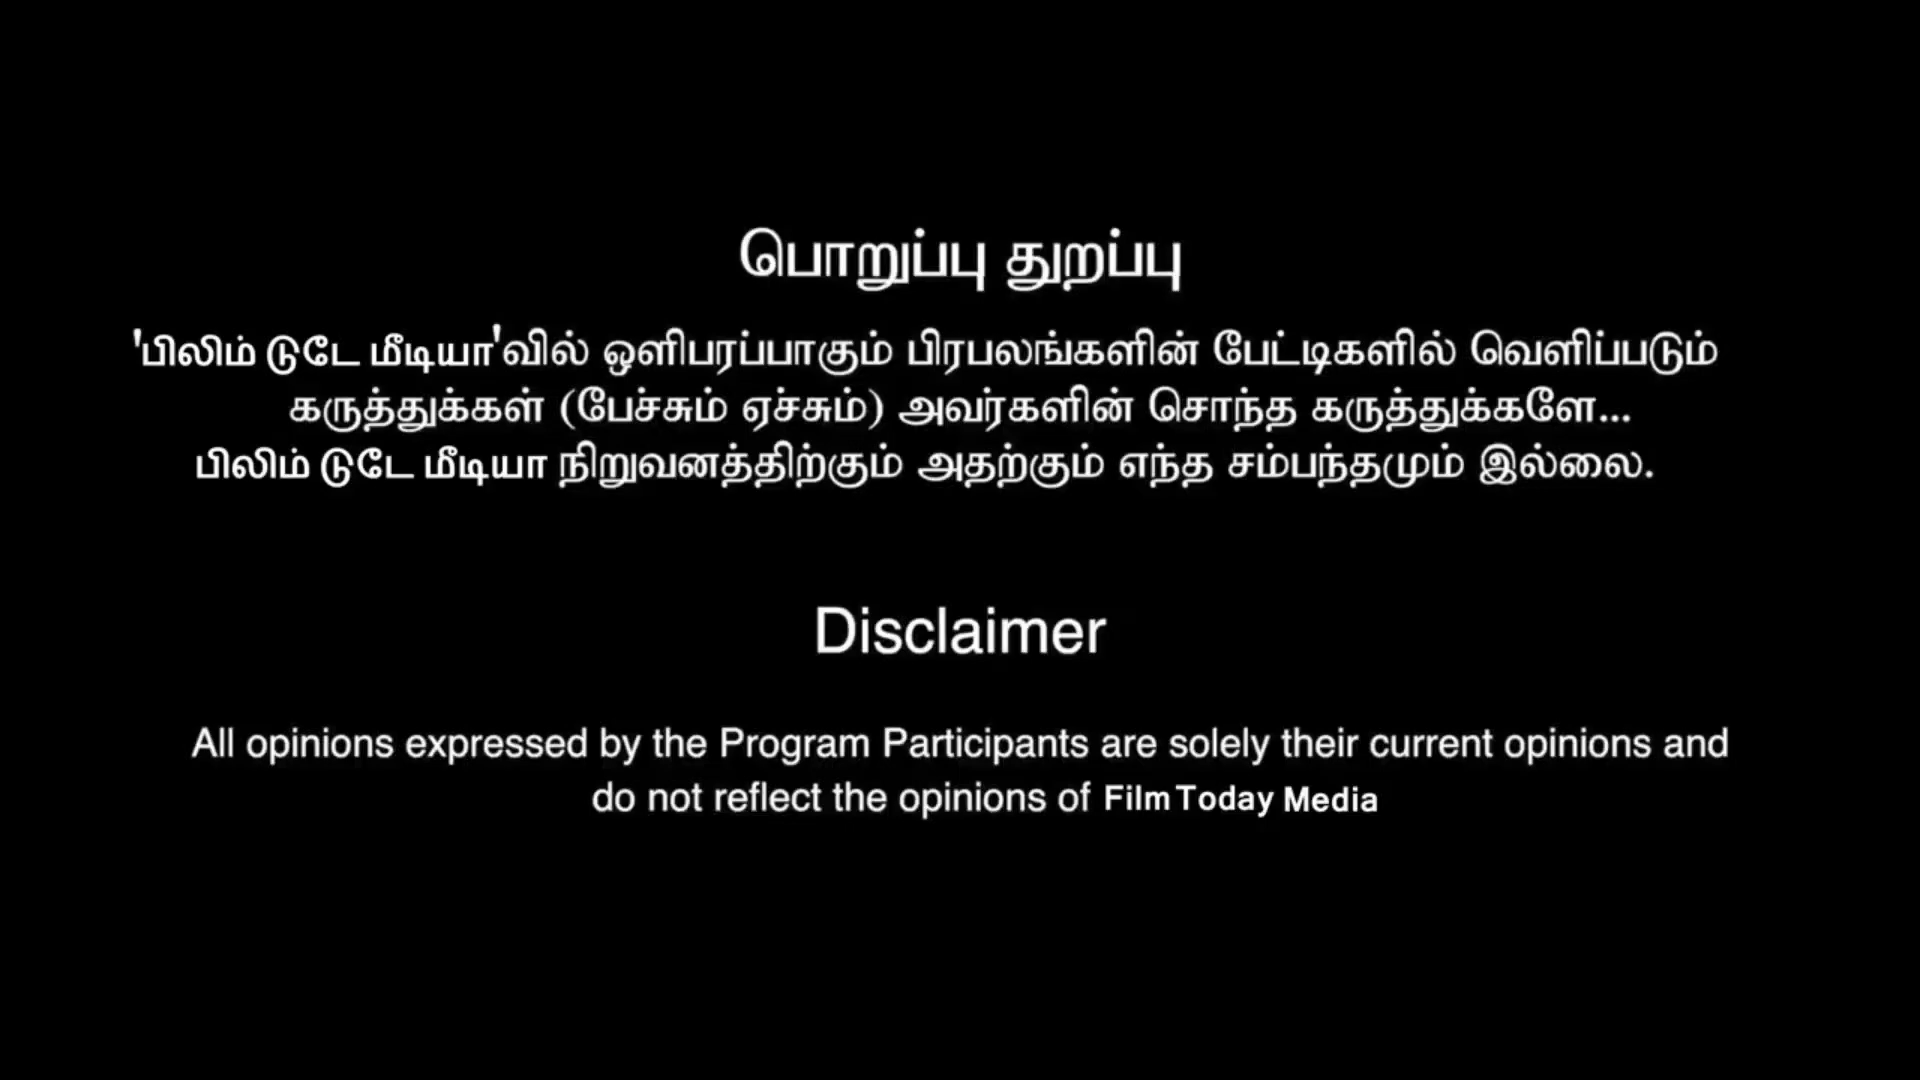 பொறுப்பு துறப்பு
'பிலிம் டுடே மீடியா'வில் ஒளிபரப்பாகும் பிரபலங்களின் பேட்டிகளில் வெளிப்படும்
கருத்துக்கள் (பேச்சும் ஏச்சும்) அவர்களின் சொந்த கருத்துக்களே...
பிலிம் டுடே மீடியா நிறுவனத்திற்கும் அதற்கும் எந்த சம்பந்தமும் இல்லை.
Disclaimer
All opinions expressed by the Program Participants are solely their current opinions and
do not reflect the opinions of Film Today Media